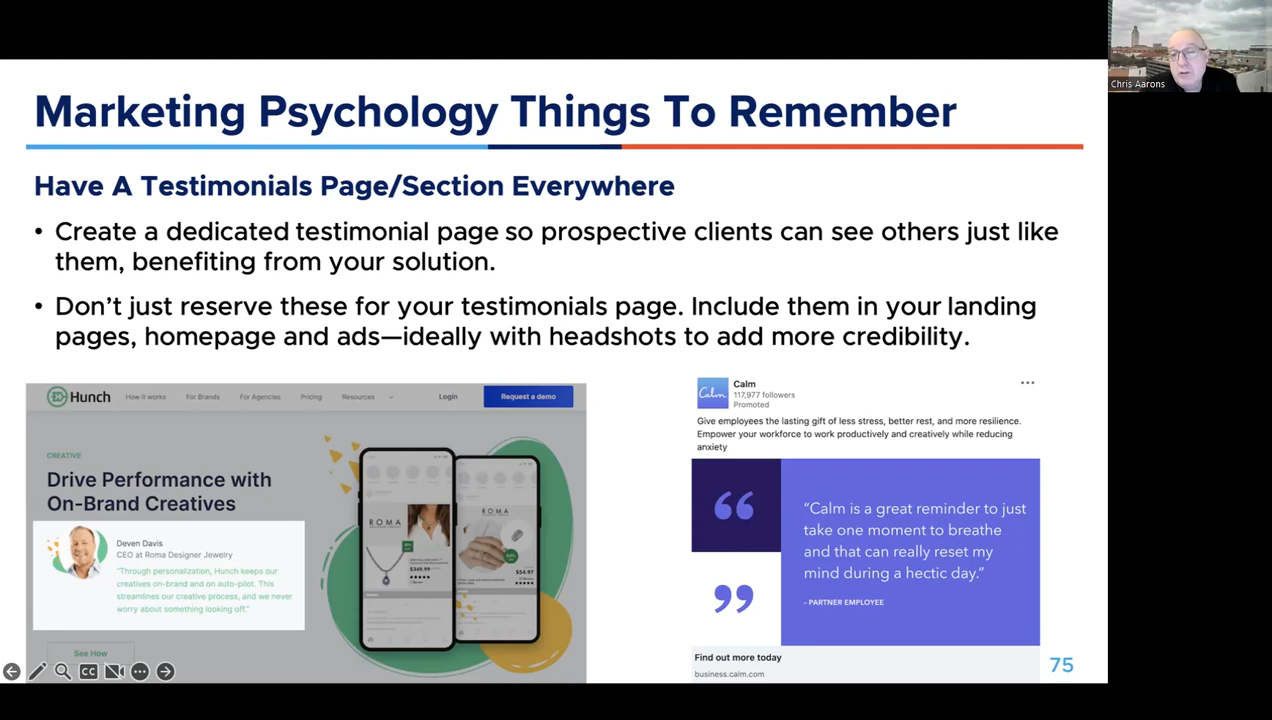 Chris Aarons
Marketing Psychology Things To Remember
Have A Testimonials Page/Section Everywhere
• Create a dedicated testimonial page so prospective clients can see others just like
them, benefiting from your solution.
• Don't just reserve these for your testimonials page. Include them in your landing
pages, homepage and ads—ideally with headshots to add more credibility.
Hunch
How it works
For Brands
For Agencies
Pricing
Resources
Login
Request a demo
CREATIVE
Drive Performance with
On-Brand Creatives
Deven Davis
CEO at Roma Designer Jewelry
"Through personalization, Hunch keeps our
creatives on-brand and on auto-pilot. This
streamlines our creative process, and we never
worry about something looking off."
See How
ROMA
$349.99
ROMA
$54.97
Calm
Calm
117,977 followers
Promoted
Give employees the lasting gift of less stress, better rest, and more resilience.
Empower your workforce to work productively and creatively while reducing
anxiety
“Calm is a great reminder to just
take one moment to breathe
and that can really reset my
mind during a hectic day.”
- PARTNER EMPLOYEE
Find out more today
business.calm.com
75
CC